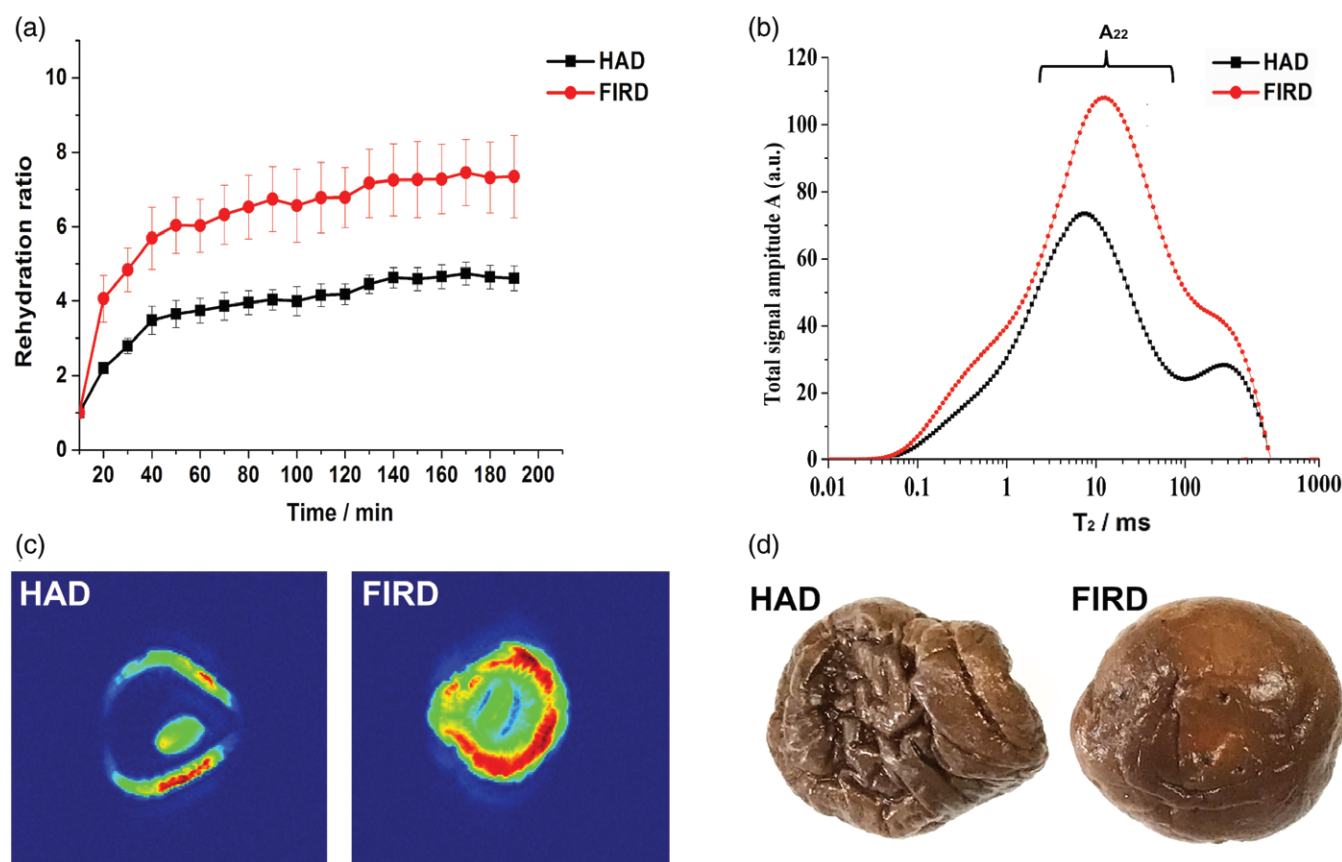 (a)
HAD
FIRD
Rehydration ratio
10
8
6
4
2
0
20 40 60 80 100 120 140 160 180 200
Time / min
(b)
A22
HAD
FIRD
Total signal ampitude A (a.u.)
120
100
80
60
40
20
0
0.01 0.1 1 10 100 1000
T2 / ms
(c)
HAD
FIRD
(d)
HAD
FIRD